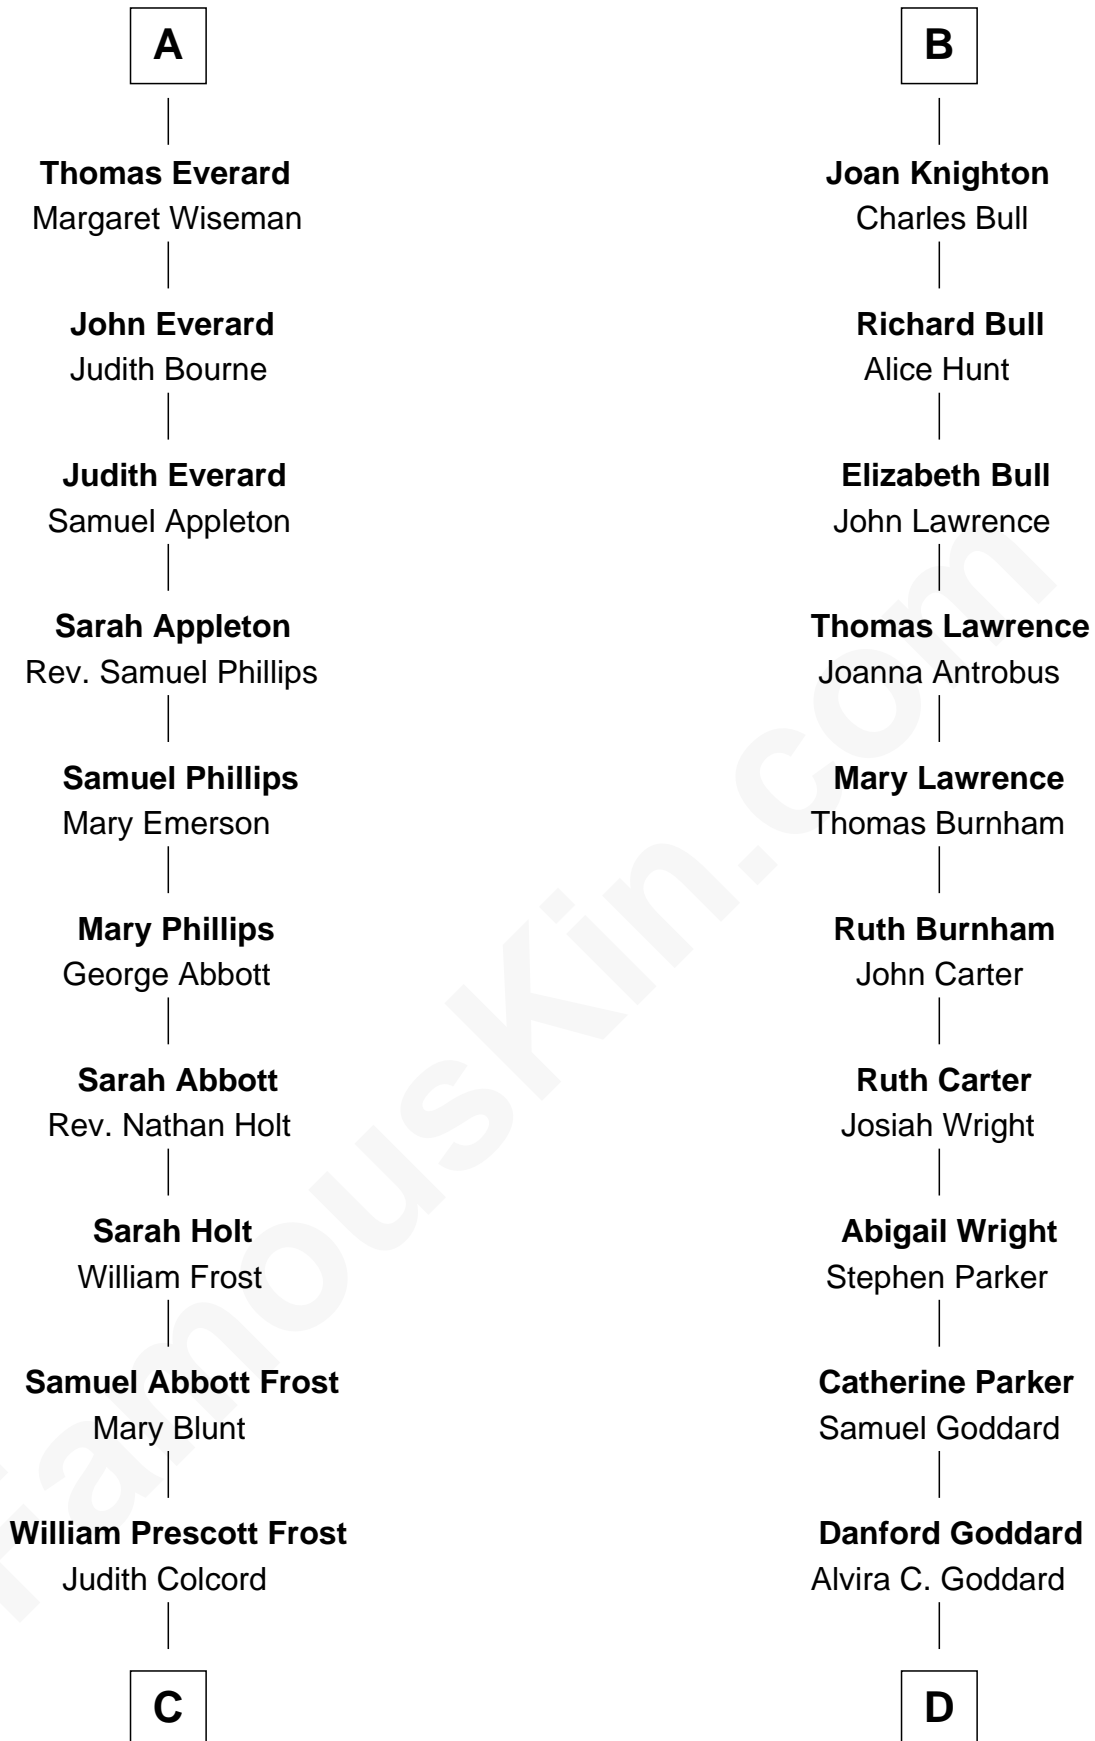 A
Thomas Everard
Margaret Wiseman
John Everard
Judith Bourne
Judith Everard
Samuel Appleton
Sarah Appleton
Rev. Samuel Phillips
Samuel Phillips
Mary Emerson
Mary Phillips
George Abbott
Sarah Abbott
Rev. Nathan Holt
Sarah Holt
William Frost
Samuel Abbott Frost
Mary Blunt
William Prescott Frost
Judith Colcord
C
B
Joan Knighton
Charles Bull
Richard Bull
Alice Hunt
Elizabeth Bull
John Lawrence
Thomas Lawrence
Joanna Antrobus
Mary Lawrence
Thomas Burnham
Ruth Burnham
John Carter
Ruth Carter
Josiah Wright
Abigail Wright
Stephen Parker
Catherine Parker
Samuel Goddard
Danford Goddard
Alvira C. Goddard
D
FamousKin.com